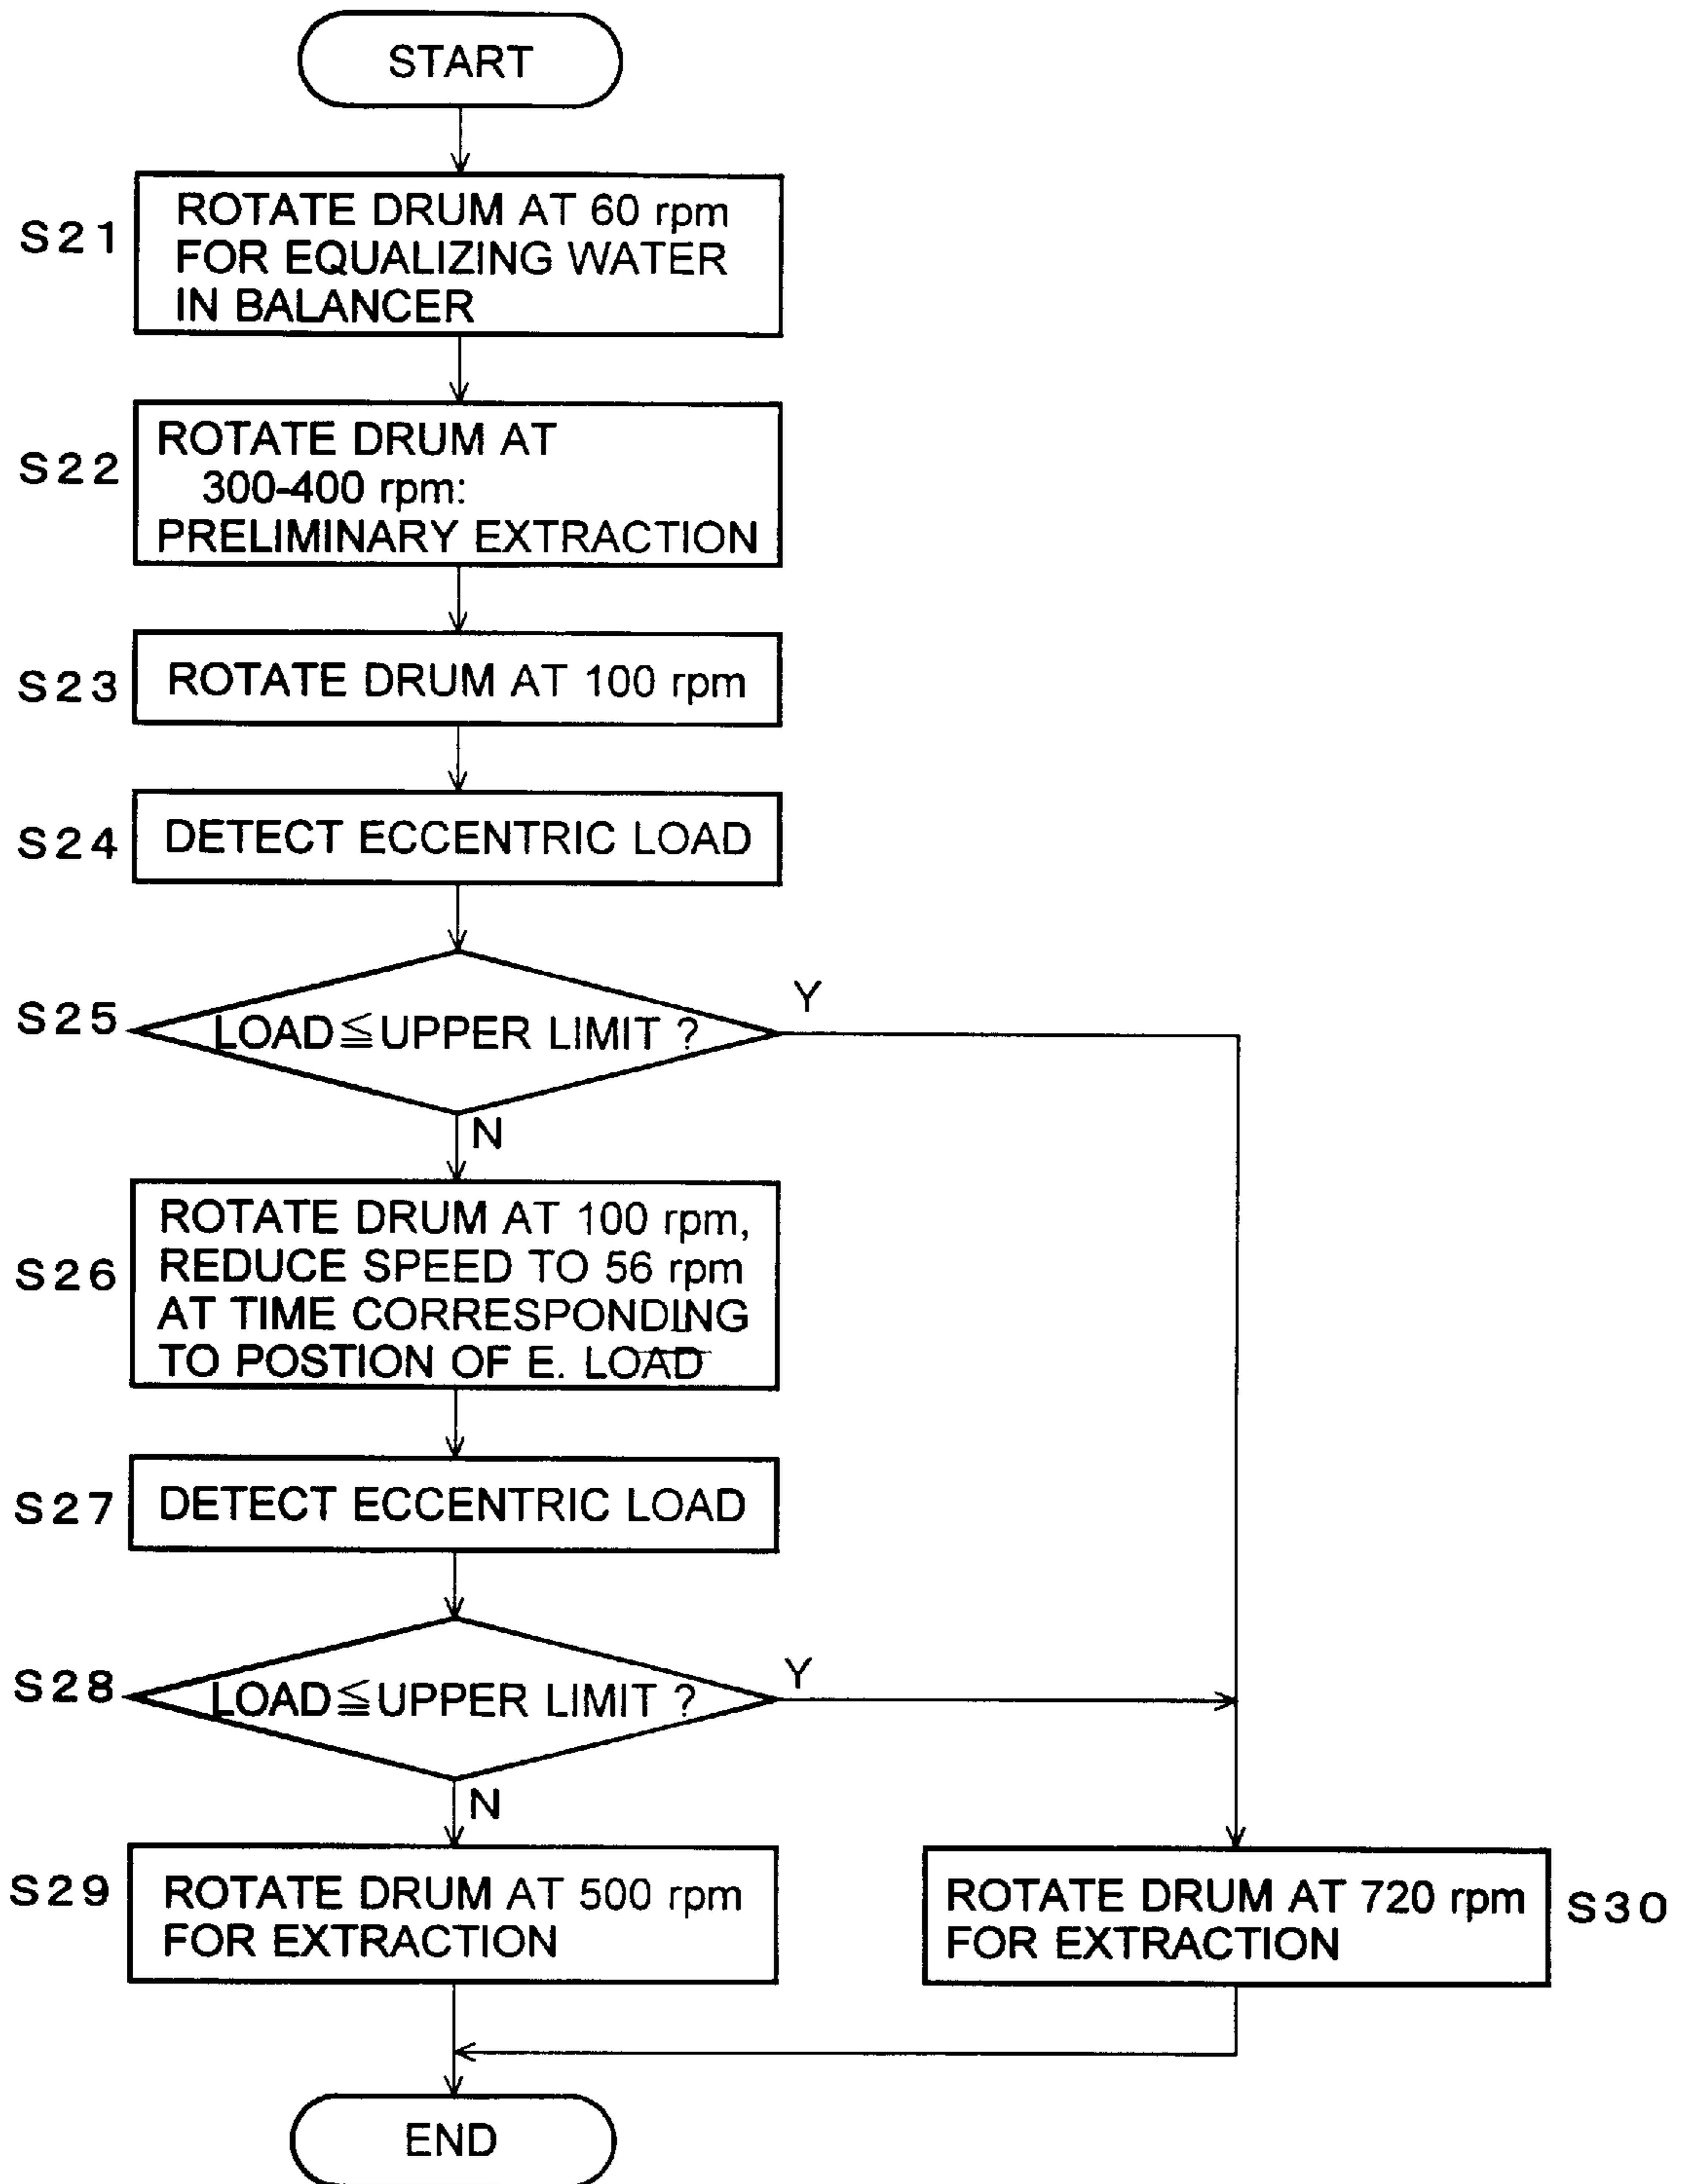 START
S21
ROTATE DRUM AT 60 rpm
FOR EQUALIZING WATER
IN BALANCER
S22
ROTATE DRUM AT
300-400 rpm:
PRELIMINARY EXTRACTION
S23
ROTATE DRUM AT 100 rpm
S24
DETECT ECCENTRIC LOAD
S25
LOAD≦UPPER LIMIT ?
Y
N
S26
ROTATE DRUM AT 100 rpm,
REDUCE SPEED TO 56 rpm
AT TIME CORRESPONDING
TO POSTION OF E. LOAD
S27
DETECT ECCENTRIC LOAD
S28
LOAD≦UPPER LIMIT ?
Y
N
S29
ROTATE DRUM AT 500 rpm
FOR EXTRACTION
ROTATE DRUM AT 720 rpm
FOR EXTRACTION
S30
END